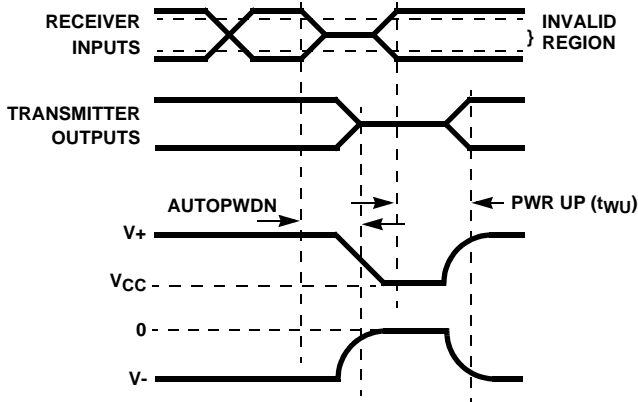 RECEIVER
INPUTS
} INVALID
REGION
TRANSMITTER
OUTPUTS
AUTOPWDN
PWR UP (tWU)
V+
VCC
0
V-